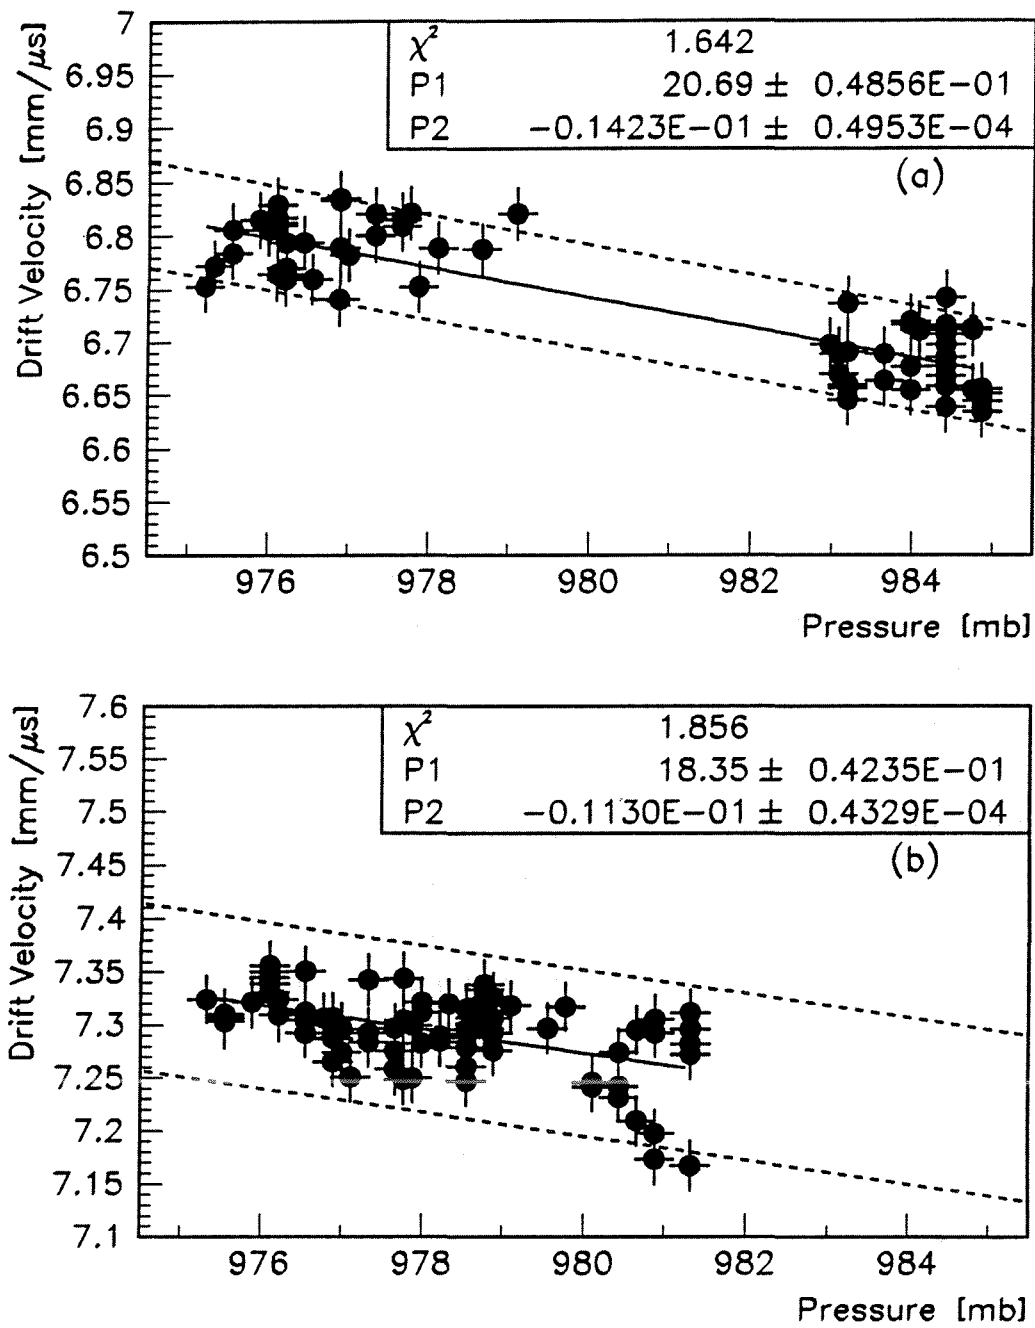 7
6.95
6.9
6.85
6.8
6.75
6.7
6.65
6.6
6.55
6.5
Drift Velocity [mm/μs]
χ² 1.642
P1 20.69 ± 0.4856E−01
P2 −0.1423E−01 ± 0.4953E−04
(a)
976 978 980 982 984
Pressure [mb]
7.6
7.55
7.5
7.45
7.4
7.35
7.3
7.25
7.2
7.15
7.1
Drift Velocity [mm/μs]
χ² 1.856
P1 18.35 ± 0.4235E−01
P2 −0.1130E−01 ± 0.4329E−04
(b)
976 978 980 982 984
Pressure [mb]